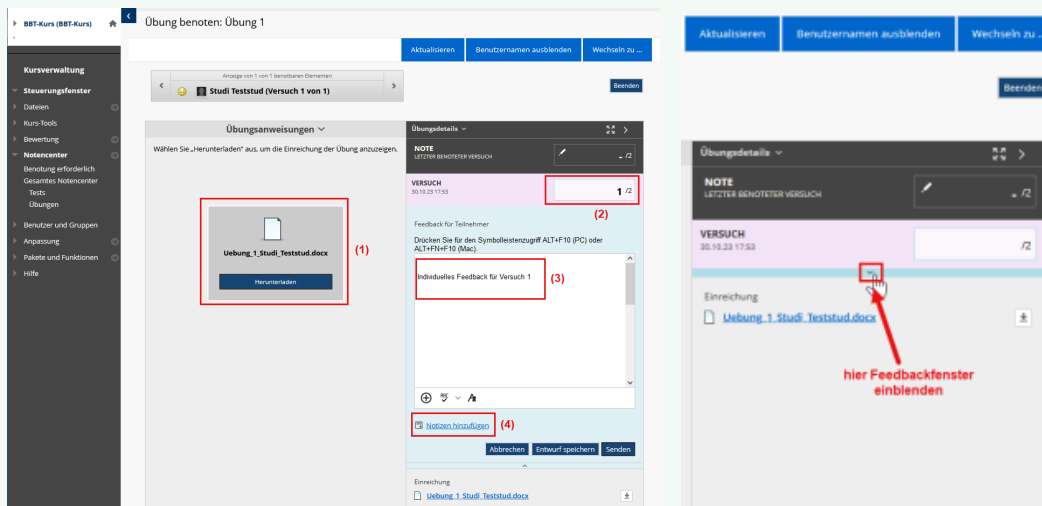 BBT-Kurs (BBT-Kurs)
Kursverwaltung
Steuerungsfenster
Dateien
Kurs-Tools
Bewertung
Notencenter
Benotung erforderlich
Gesamtes Notencenter
Tests
Übungen
Benutzer und Gruppen
Anpassung
Pakete und Funktionen
Hilfe
Übung benoten: Übung 1
Aktualisieren Benutzernamen ausblenden Wechseln zu ...
Anzeige von 1 von 1 benotbaren Elementen
Studi Teststud (Versuch 1 von 1)
Beenden
Übungsanweisungen
Wählen Sie „Herunterladen" aus, um die Einreichung der Übung anzuzeigen.
Uebung_1_Studi_Teststud.docx
Herunterladen
(1)
Übungsdetails
NOTE
LETZTER BENOTETER VERSUCH
- /2
VERSUCH
30.10.23 17:53
1 /2
(2)
Feedback für Teilnehmer
Drücken Sie für den Symbolleistenzugriff ALT+F10 (PC) oder
ALT+FN+F10 (Mac).
Individuelles Feedback für Versuch 1
(3)
Notizen hinzufügen
(4)
Abbrechen Entwurf speichern Senden
Einreichung
Uebung_1_Studi_Teststud.docx
Aktualisieren Benutzernamen ausblenden Wechseln zu ...
Beenden
Übungsdetails
NOTE
LETZTER BENOTETER VERSUCH
- /2
VERSUCH
30.10.23 17:53
/2
Einreichung
Uebung_1_Studi_Teststud.docx
hier Feedbackfenster
einblenden